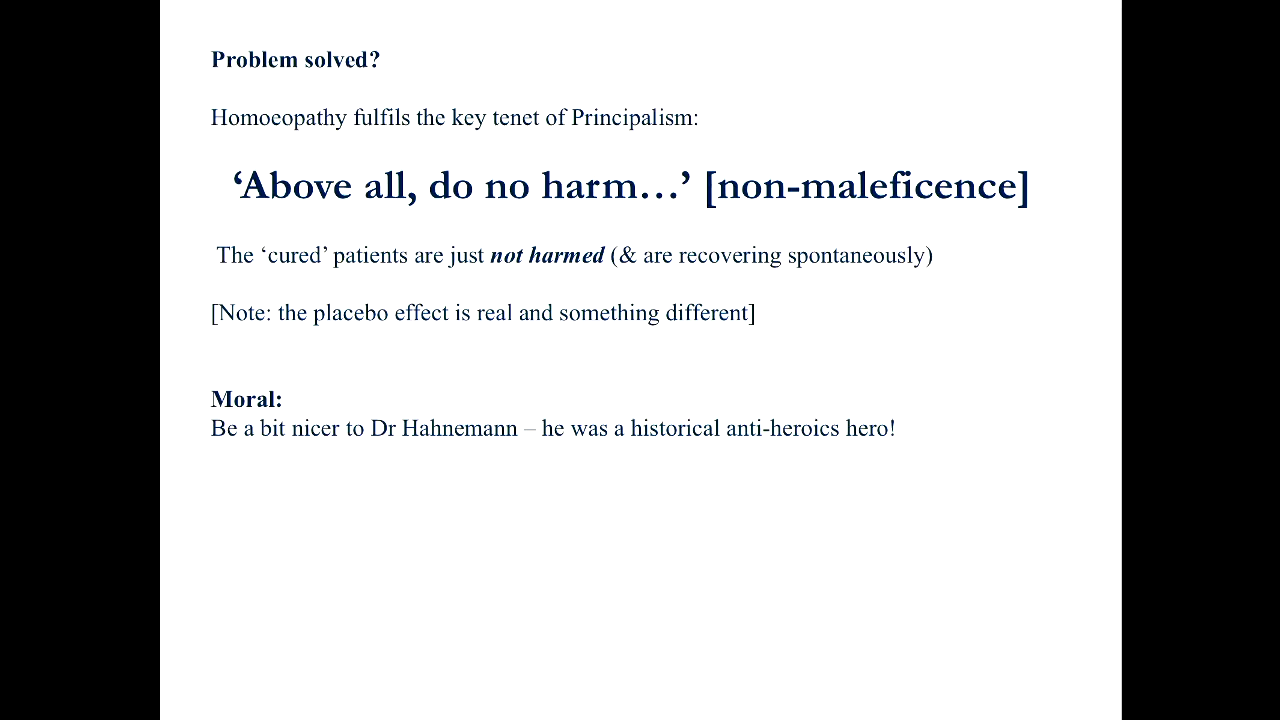 Problem solved?
Homoeopathy fulfils the key tenet of Principalism:
‘Above all, do no harm…’ [non-maleficence]
The ‘cured’ patients are just not harmed (& are recovering spontaneously)
[Note: the placebo effect is real and something different]
Moral:
Be a bit nicer to Dr Hahnemann – he was a historical anti-heroics hero!